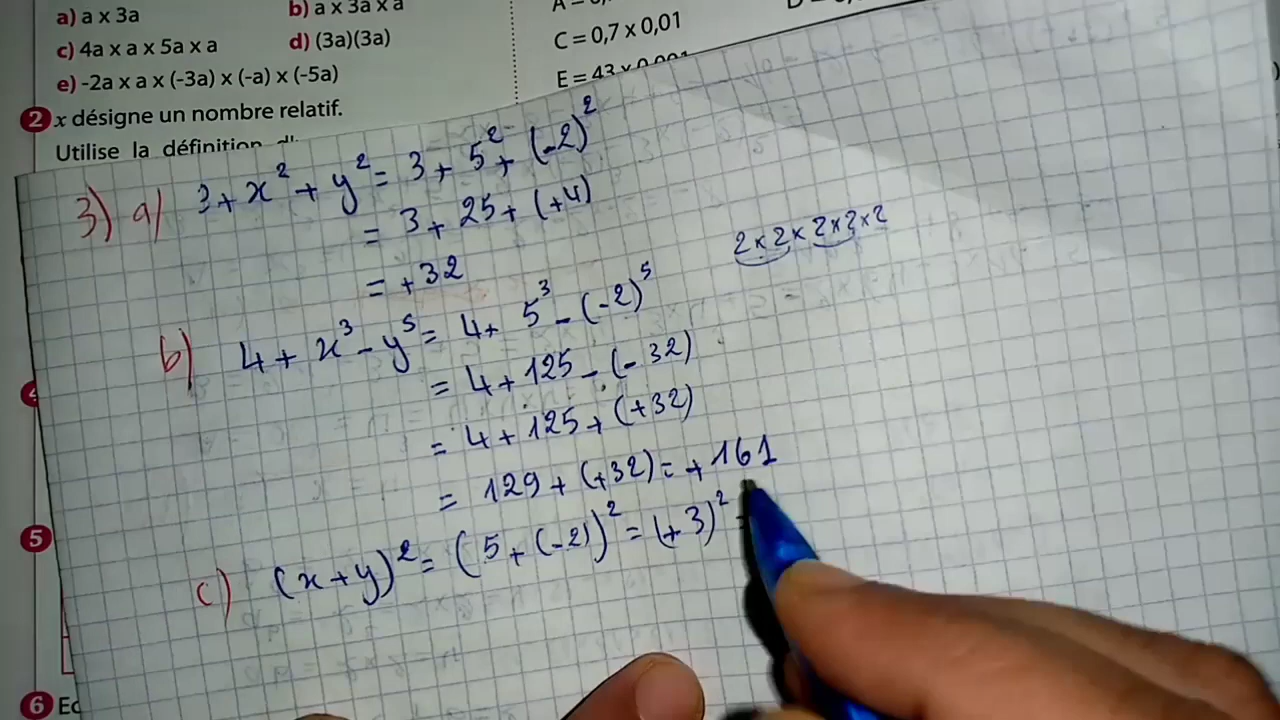 a) a x 3a
b) a x 3a x a
c) 4a x a x 5a x a
d) (3a)(3a)
e) -2a x a x (-3a) x (-a) x (-5a)
C = 0,7 x 0,01
E = 43 x 0,001
2 x désigne un nombre relatif.
Utilise la définition
3) a) 3 + x² + y² = 3 + 5² + (-2)²
= 3 + 25 + (+4)
= +32
2 x 2 x 2 x 2 x 2
b) 4 + x³ - y⁵ = 4 + 5³ - (-2)⁵
= 4 + 125 - (-32)
= 4 + 125 + (+32)
= 129 + (+32) = +161
c) (x+y)² = (5 + (-2))² = (+3)²
5
6